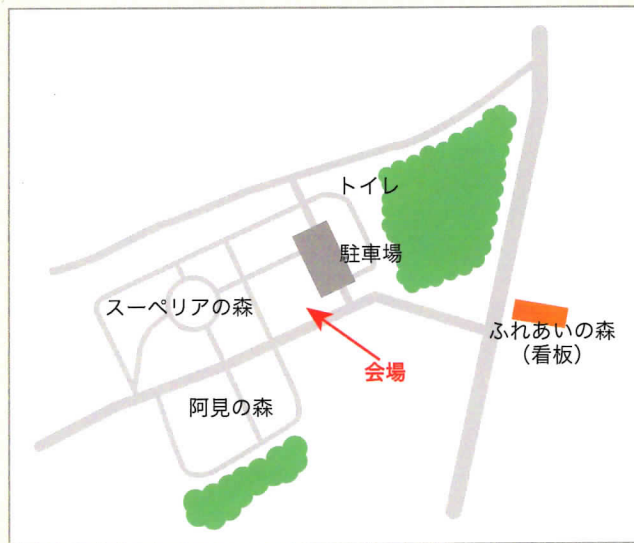 トイレ
駐車場
スーペリアの森
ふれあいの森
（看板）
会場
阿見の森